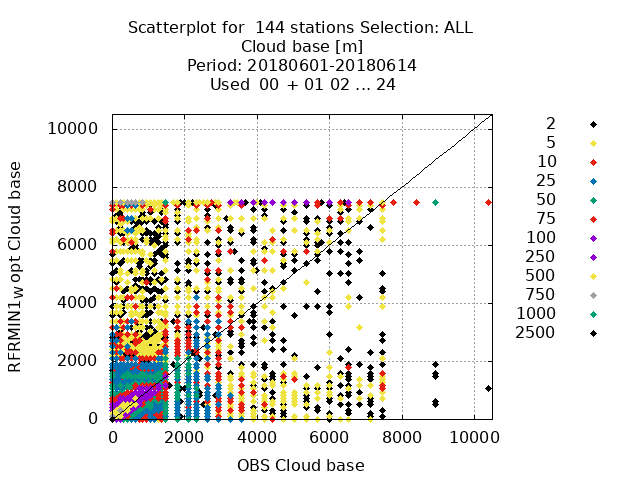 Scatterplot for  144 stations Selection: ALL
Cloud base [m]
Period: 20180601-20180614
Used  00 + 01 02 ... 24
RFRMIN1W opt Cloud base
10000
8000
6000
4000
2000
0
0 2000 4000 6000 8000 10000
OBS Cloud base
2
5
10
25
50
75
100
250
500
750
1000
2500